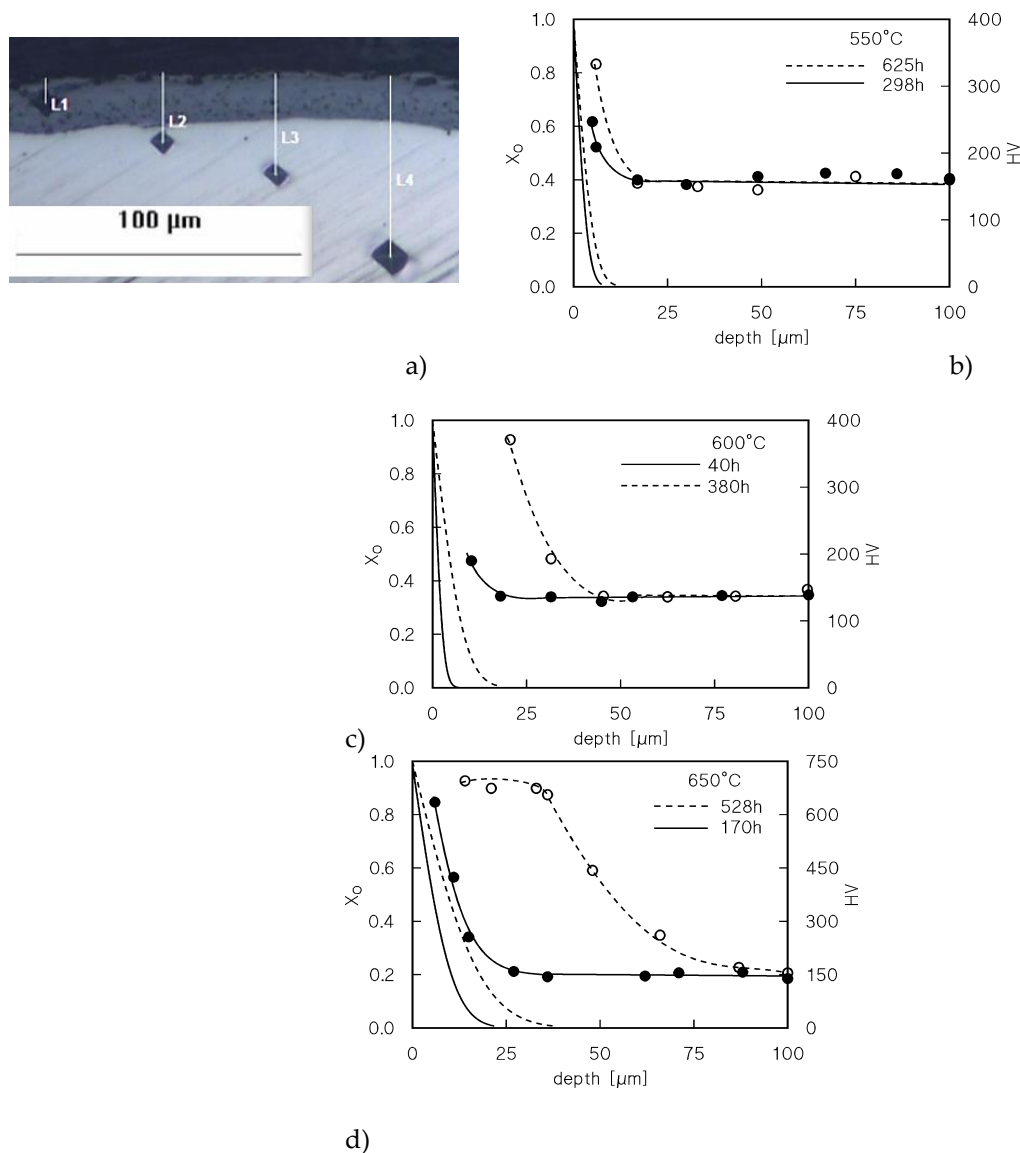 L1
L2
L3
L4
100 µm
a)
1.0
0.8
0.6
0.4
0.2
0.0
X_O
400
300
200
100
0
HV
550°C
625h
298h
0 25 50 75 100
depth [µm]
b)
1.0
0.8
0.6
0.4
0.2
0.0
X_O
400
300
200
100
0
HV
600°C
40h
380h
0 25 50 75 100
depth [µm]
c)
1.0
0.8
0.6
0.4
0.2
0.0
X_O
750
600
450
300
150
0
HV
650°C
528h
170h
0 25 50 75 100
depth [µm]
d)